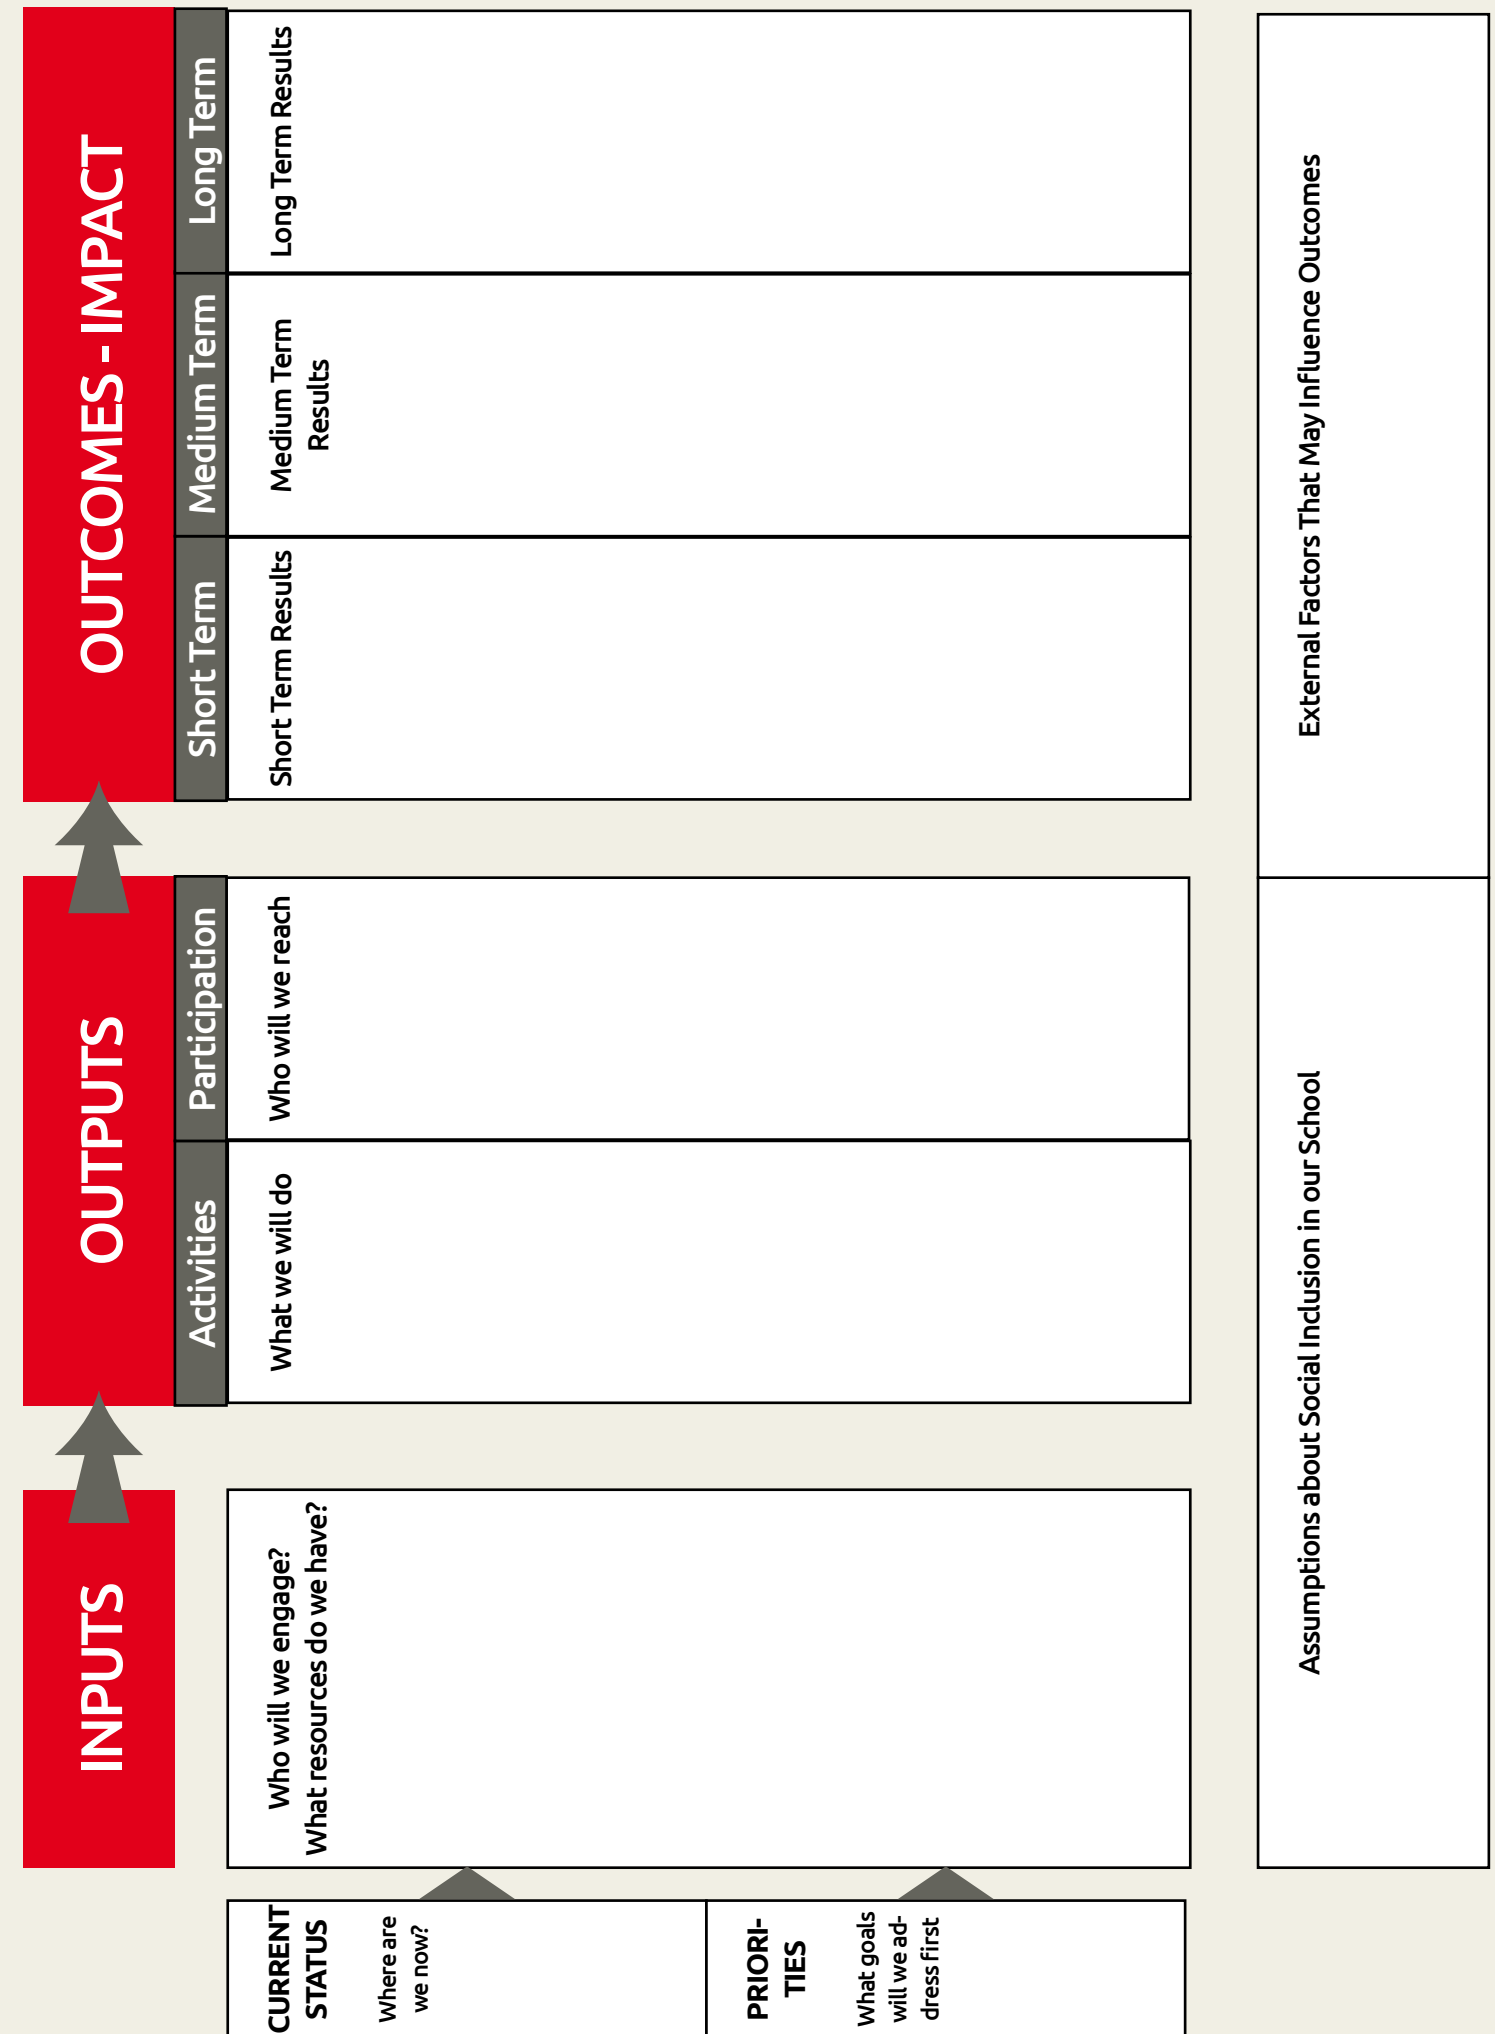 INPUTS
OUTPUTS
OUTCOMES - IMPACT
Activities
Participation
Short Term
Medium Term
Long Term
CURRENT
STATUS
Where are
we now?
PRIORI-
TIES
What goals
will we ad-
dress first
Who will we engage?
What resources do we have?
What we will do
Who will we reach
Short Term Results
Medium Term
Results
Long Term Results
Assumptions about Social Inclusion in our School
External Factors That May Influence Outcomes